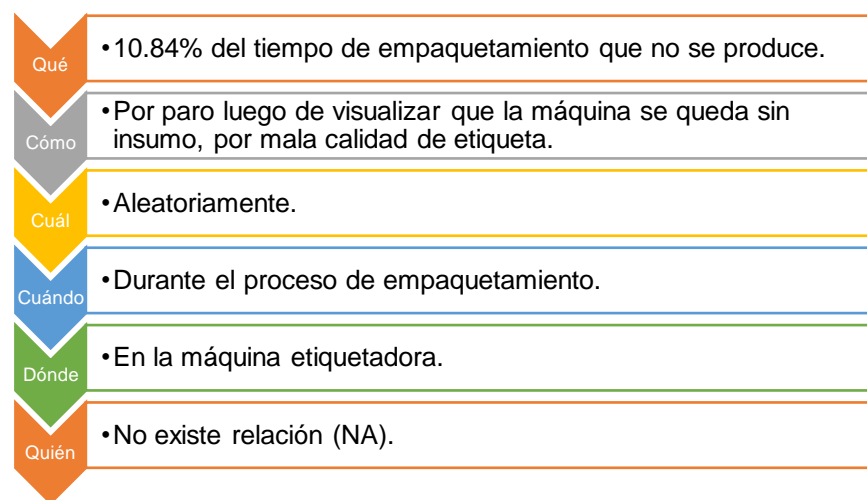 Qué
•10.84% del tiempo de empaquetamiento que no se produce.
Cómo
•Por paro luego de visualizar que la máquina se queda sin
insumo, por mala calidad de etiqueta.
Cuál
•Aleatoriamente.
Cuándo
•Durante el proceso de empaquetamiento.
Dónde
•En la máquina etiquetadora.
Quién
•No existe relación (NA).